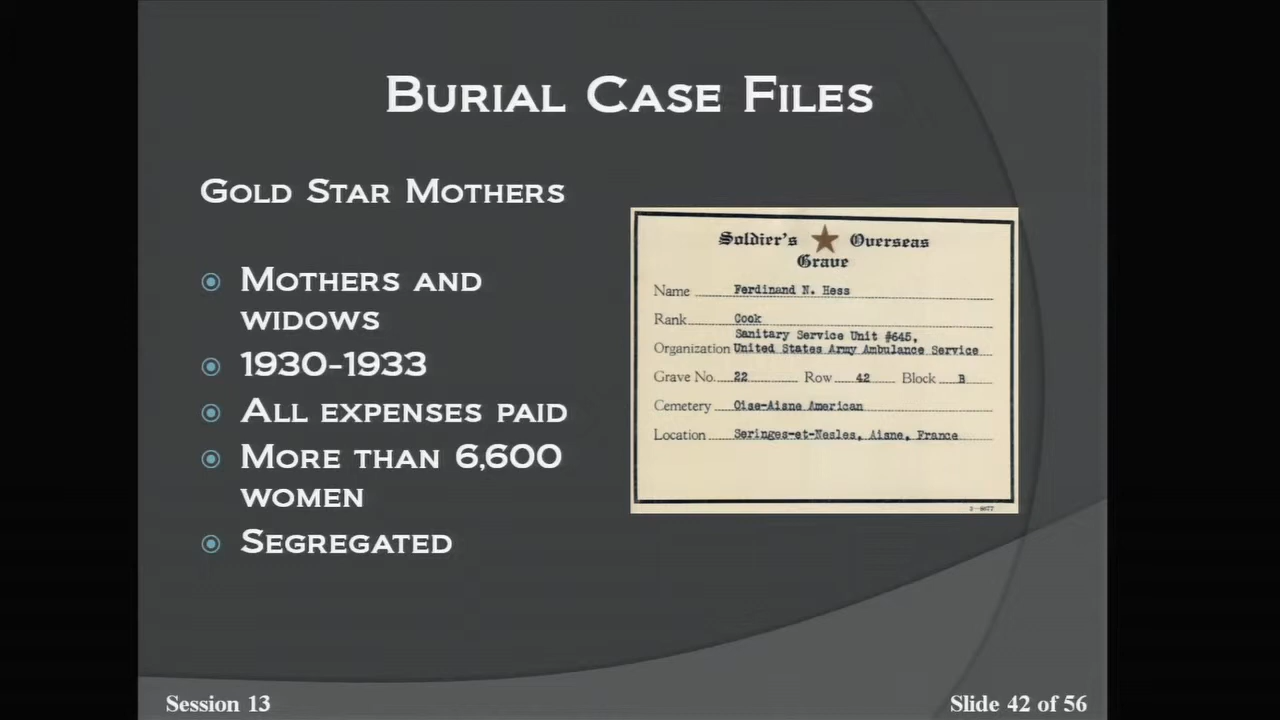 Burial Case Files
Gold Star Mothers
Mothers and
widows
1930-1933
All expenses paid
More than 6,600
women
Segregated
Soldier's Overseas
Grave
Name Ferdinand N. Hess
Rank Cook
Sanitary Service Unit #645,
Organization United States Army Ambulance Service
Grave No. 22 Row 42 Block B
Cemetery Oise-Aisne American
Location Seringes-et-Nesles, Aisne, France
Session 13
Slide 42 of 56